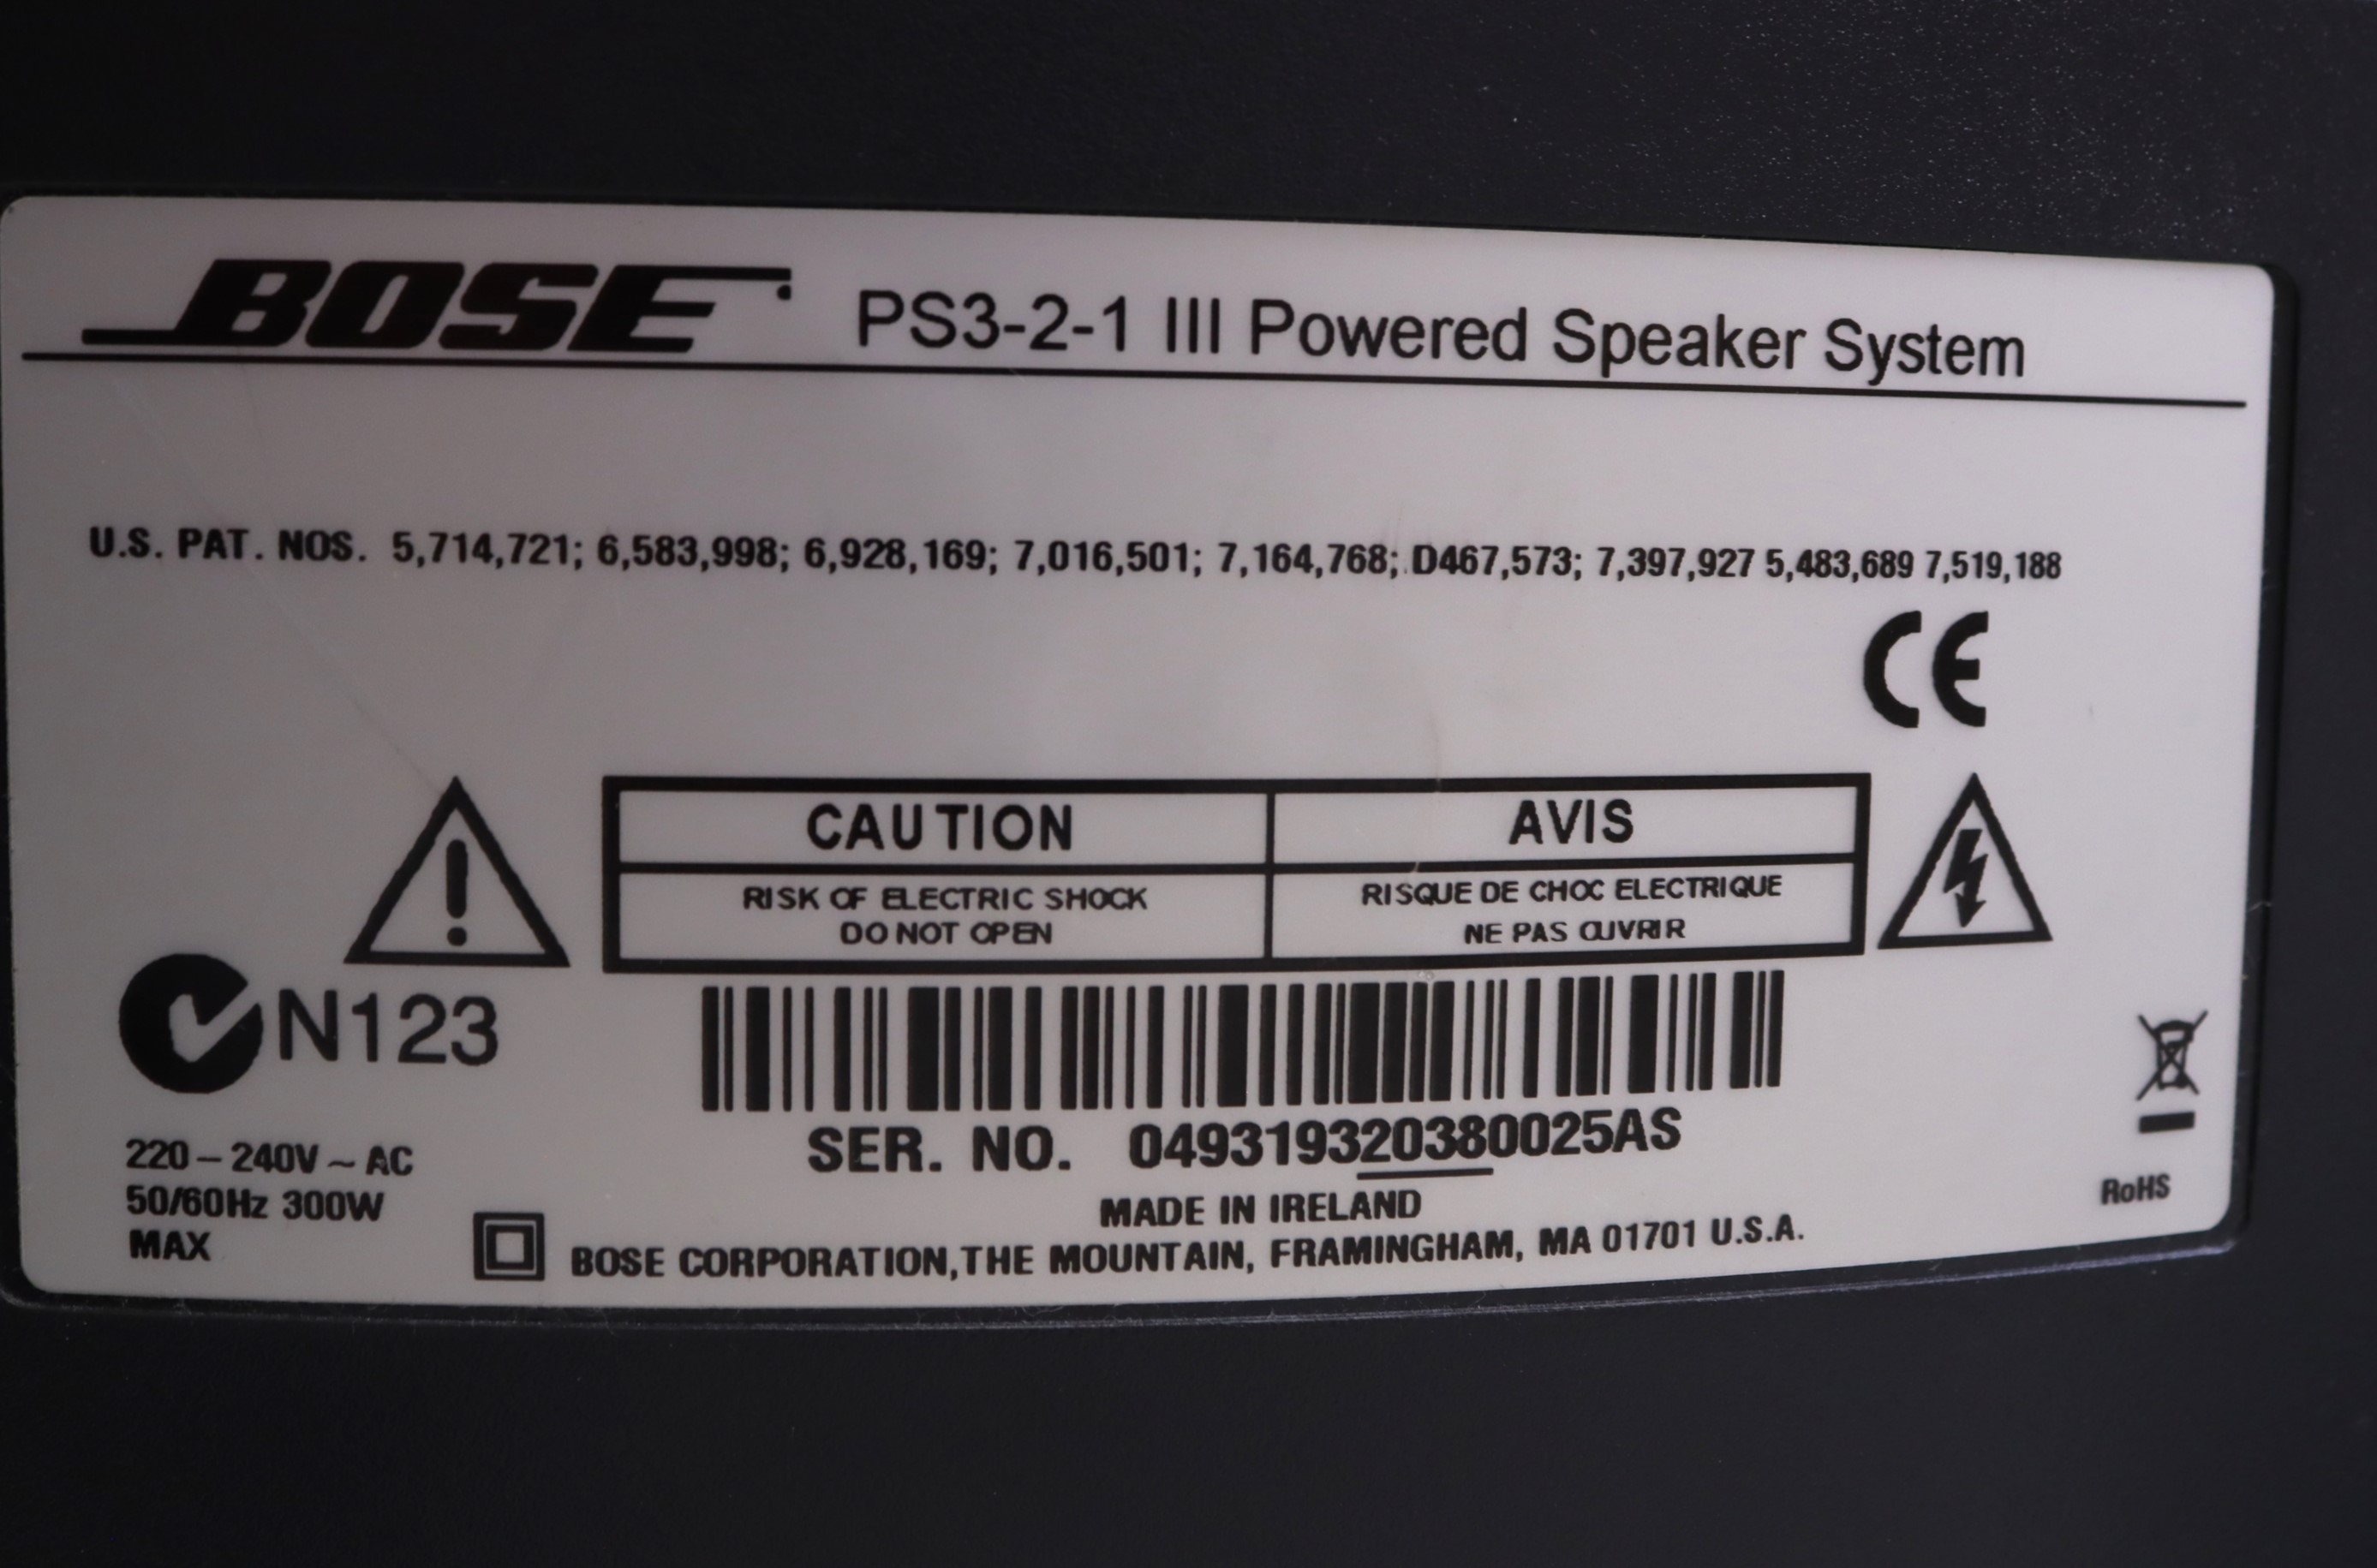 BOSE PS3-2-1 III Powered Speaker System
U.S. PAT. NOS. 5,714,721; 6,583,998; 6,928,169; 7,016,501; 7,164,768; D467,573; 7,397,927 5,483,689 7,519,188
CE
CAUTION
RISK OF ELECTRIC SHOCK
DO NOT OPEN
AVIS
RISQUE DE CHOC ELECTRIQUE
NE PAS OUVRIR
N123
SER. NO. 049319320380025AS
220 – 240V ~ AC
50/60Hz 300W
MAX
MADE IN IRELAND
BOSE CORPORATION, THE MOUNTAIN, FRAMINGHAM, MA 01701 U.S.A.
RoHS